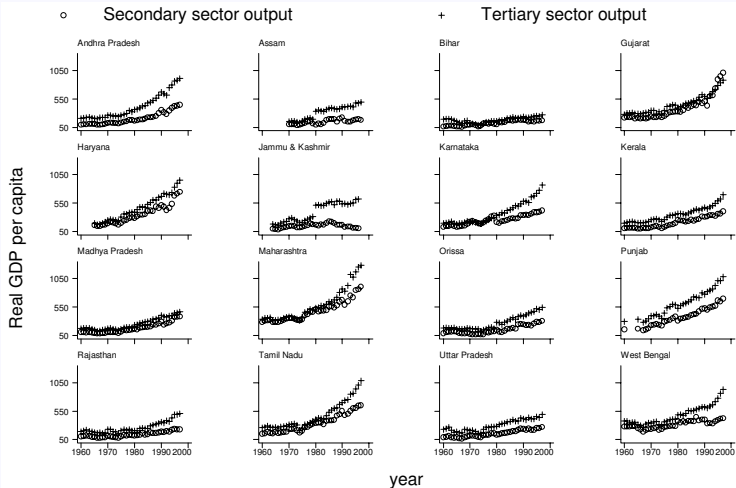 Secondary sector output Tertiary sector output
Andhra Pradesh Assam Bihar Gujarat
1050
550
50
Haryana Jammu & Kashmir Karnataka Kerala
1050
550
50
Madhya Pradesh Maharashtra Orissa Punjab
1050
550
50
Rajasthan Tamil Nadu Uttar Pradesh West Bengal
1050
550
50
1960 1970 1980 1990 2000 1960 1970 1980 1990 2000 1960 1970 1980 1990 2000 1960 1970 1980 1990 2000
Real GDP per capita
year